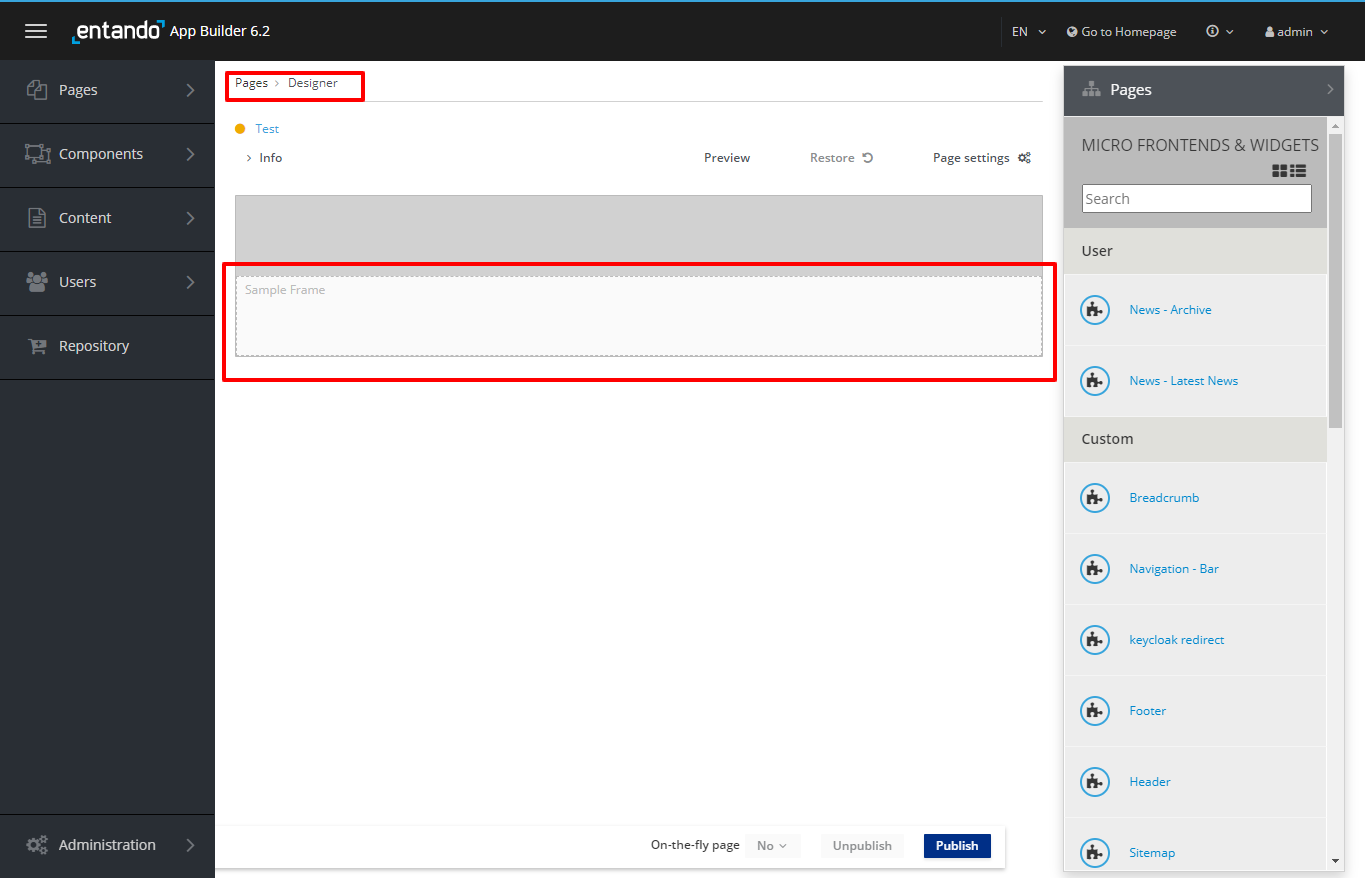 entando App Builder 6.2
EN
Go to Homepage
admin
Pages
Components
Content
Users
Repository
Administration
Pages > Designer
Test
Info
Preview
Restore
Page settings
Sample Frame
On-the-fly page
No
Unpublish
Publish
Pages
MICRO FRONTENDS & WIDGETS
Search
User
News - Archive
News - Latest News
Custom
Breadcrumb
Navigation - Bar
keycloak redirect
Footer
Header
Sitemap